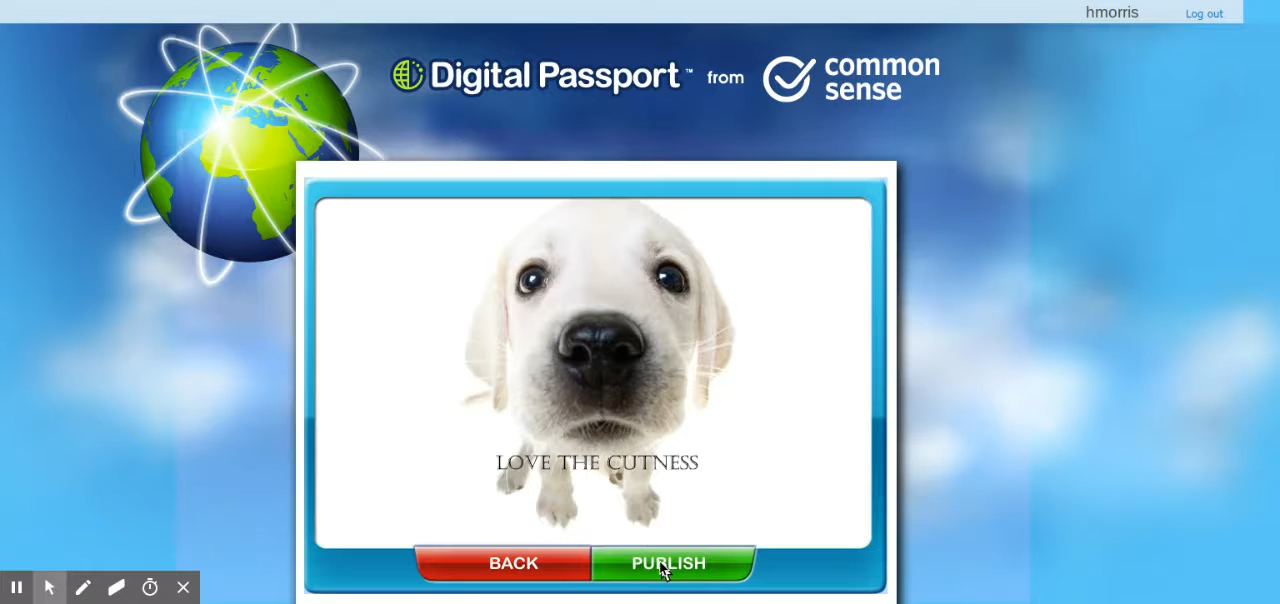 hmorris
Log out
Digital Passport™ from common sense
LOVE THE CUTNESS
BACK
PUBLISH